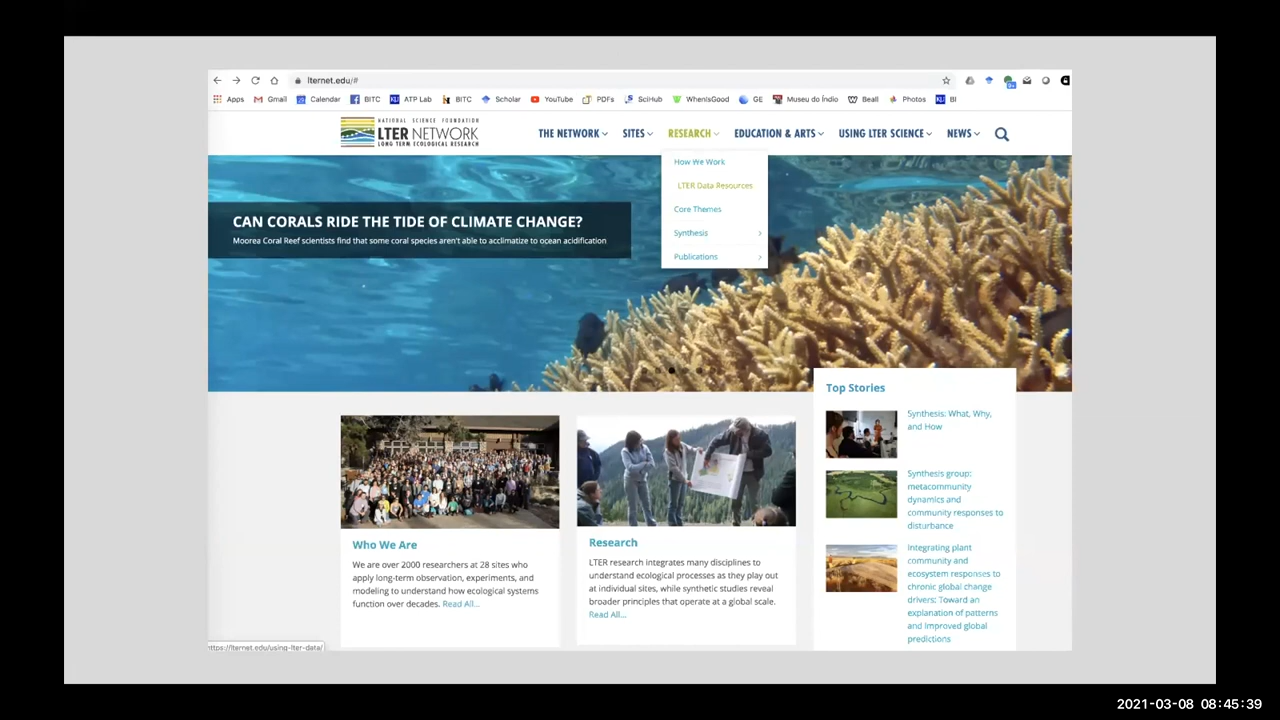 lternet.edu/#
Apps Gmail Calendar BITC ATP Lab BITC Scholar YouTube PDFs SciHub WhenIsGood GE Museu do Índio Beall Photos BI
NATIONAL SCIENCE FOUNDATION
LTER NETWORK
LONG TERM ECOLOGICAL RESEARCH
THE NETWORK SITES RESEARCH EDUCATION & ARTS USING LTER SCIENCE NEWS
How We Work
LTER Data Resources
Core Themes
Synthesis
Publications
CAN CORALS RIDE THE TIDE OF CLIMATE CHANGE?
Moorea Coral Reef scientists find that some coral species aren't able to acclimatize to ocean acidification
Who We Are
We are over 2000 researchers at 28 sites who
apply long-term observation, experiments, and
modeling to understand how ecological systems
function over decades. Read All...
Research
LTER research integrates many disciplines to
understand ecological processes as they play out
at individual sites, while synthetic studies reveal
broader principles that operate at a global scale.
Read All...
Top Stories
Synthesis: What, Why,
and How
Synthesis group:
metacommunity
dynamics and
community responses to
disturbance
Integrating plant
community and
ecosystem responses to
chronic global change
drivers: Toward an
explanation of patterns
and improved global
predictions
https://lternet.edu/using-lter-data/
2021-03-08 08:45:39